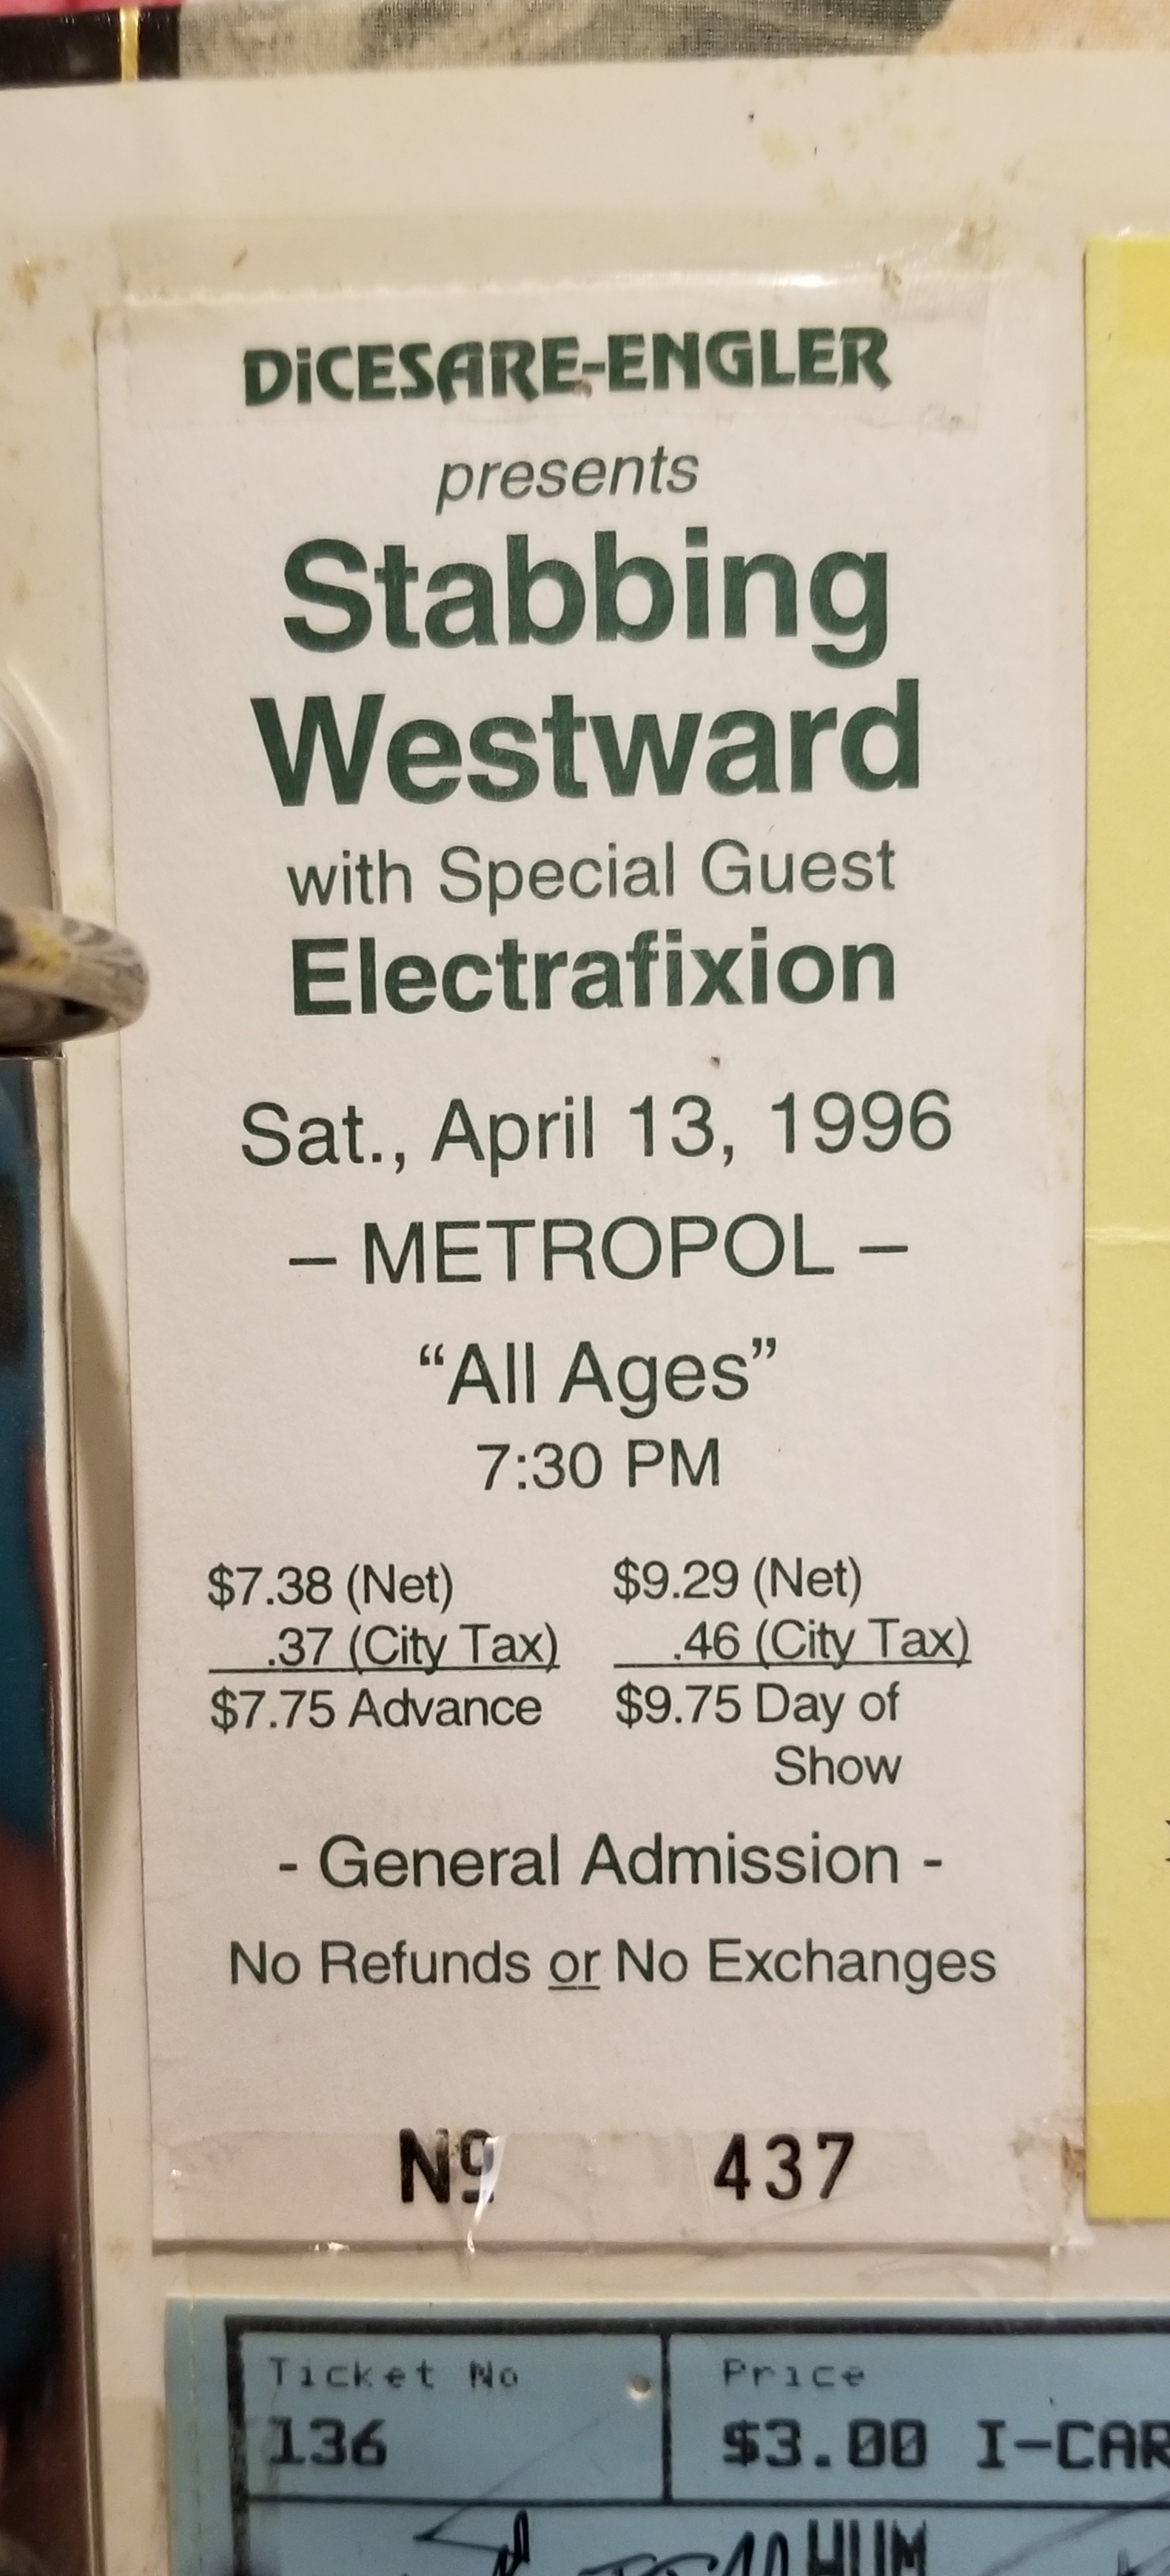 DiCESARE-ENGLER
presents
Stabbing
Westward
with Special Guest
Electrafixion
Sat., April 13, 1996
– METROPOL –
“All Ages”
7:30 PM
$7.38 (Net) $9.29 (Net)
.37 (City Tax) .46 (City Tax)
$7.75 Advance $9.75 Day of
Show
- General Admission -
No Refunds or No Exchanges
Nº 437
Ticket No Price
136 $3.00 I-CAR
HUM